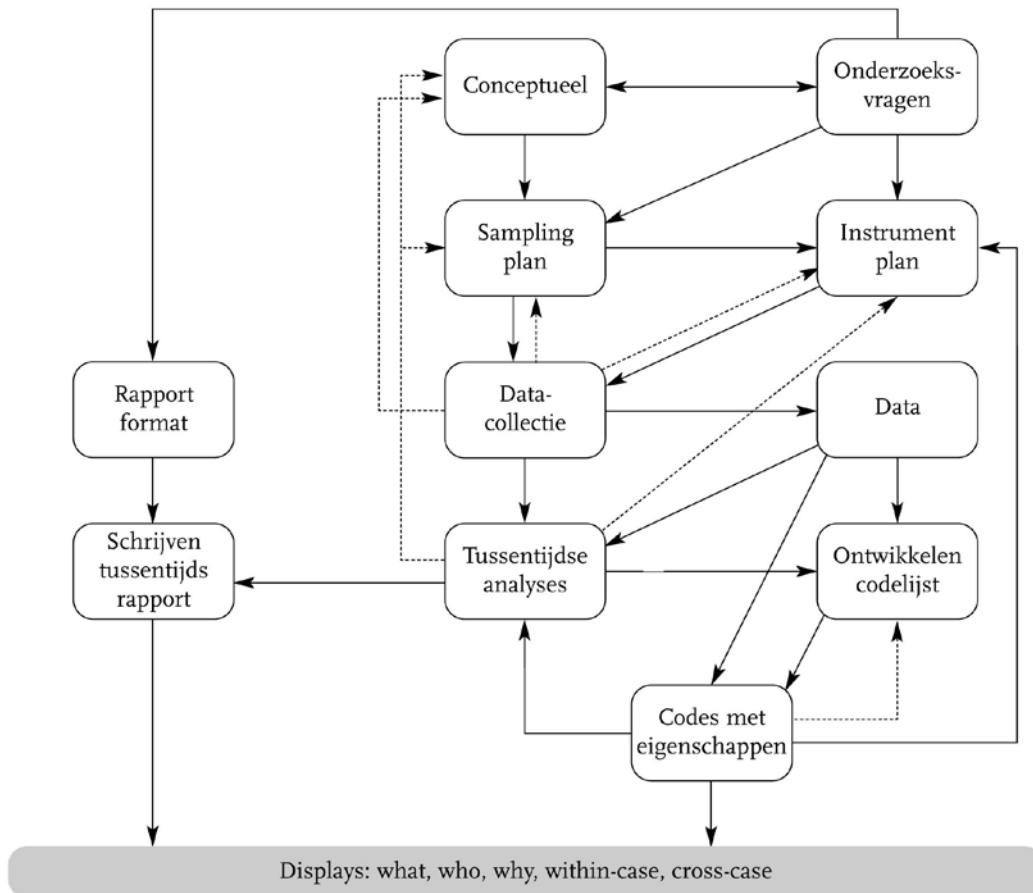 Conceptueel
Onderzoeks-
vragen
Sampling
plan
Instrument
plan
Rapport
format
Data-
collectie
Data
Schrijven
tussentijds
rapport
Tussentijdse
analyses
Ontwikkelen
codelijst
Codes met
eigenschappen
Displays: what, who, why, within-case, cross-case